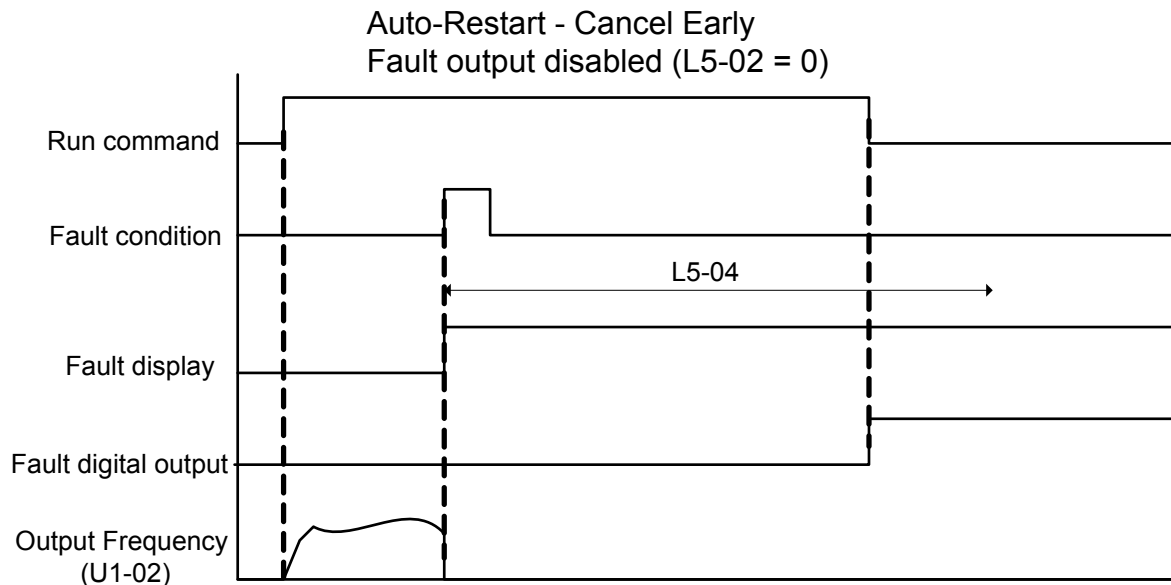 Auto-Restart - Cancel Early
Fault output disabled (L5-02 = 0)
Run command
Fault condition
L5-04
Fault display
Fault digital output
Output Frequency
(U1-02)